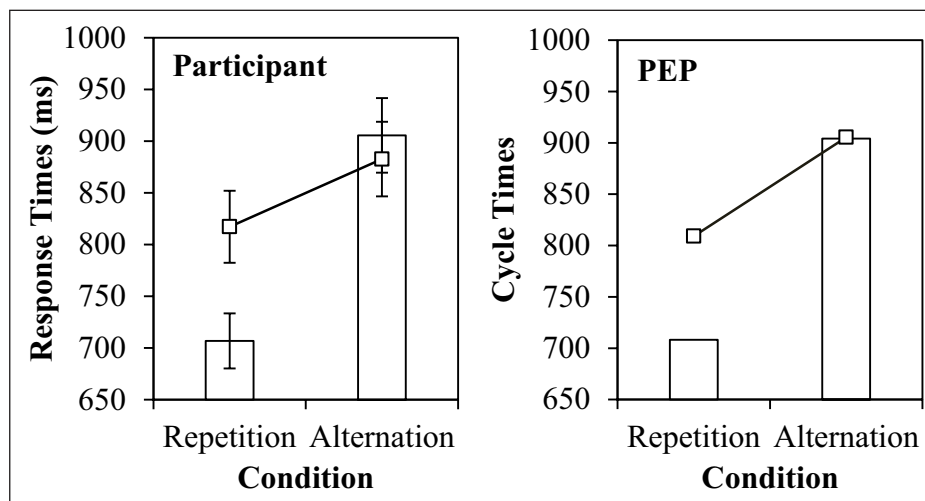 Participant
Response Times (ms)
1000
950
900
850
800
750
700
650
Repetition Alternation
Condition
PEP
Cycle Times
1000
950
900
850
800
750
700
650
Repetition Alternation
Condition